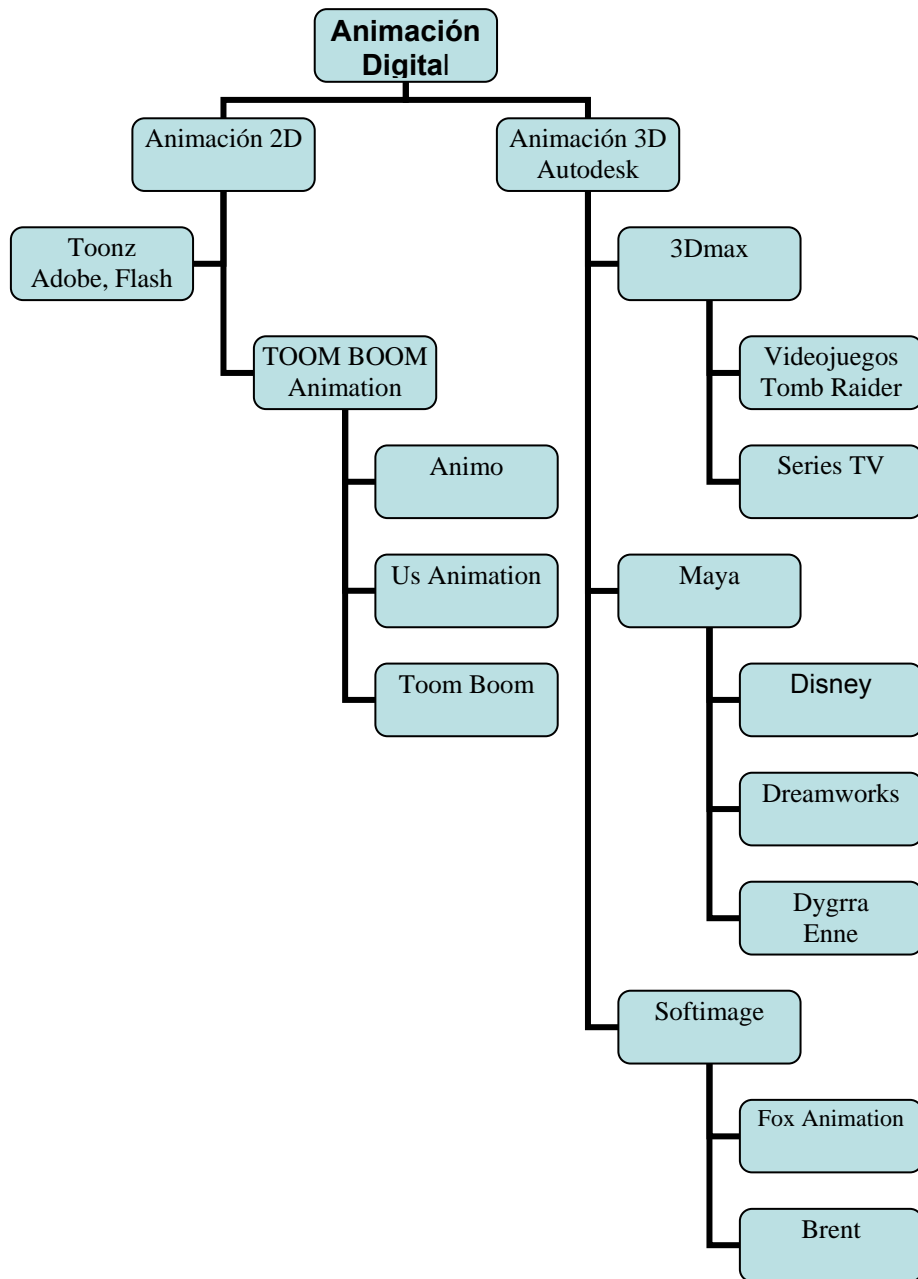 Animación
Digital
Animación 2D
Animación 3D
Autodesk
Toonz
Adobe, Flash
TOOM BOOM
Animation
Animo
Us Animation
Toom Boom
3Dmax
Videojuegos
Tomb Raider
Series TV
Maya
Disney
Dreamworks
Dygrra
Enne
Softimage
Fox Animation
Brent